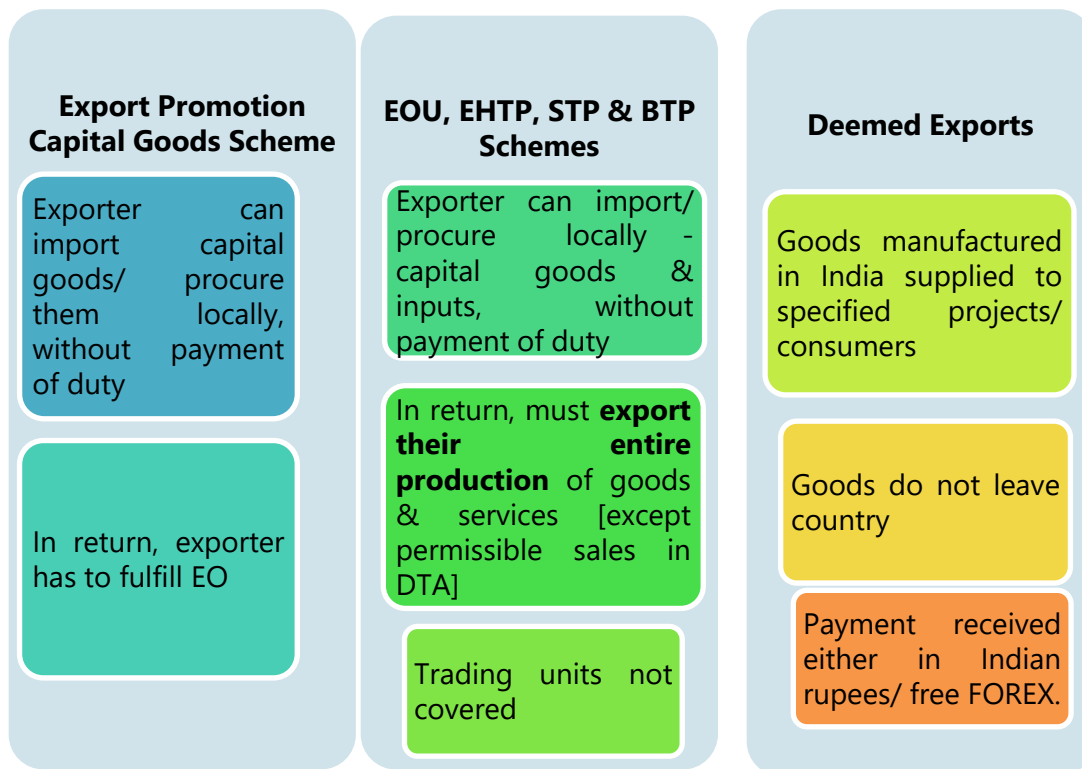 Export Promotion
Capital Goods Scheme
Exporter can
import capital
goods/ procure
them locally,
without payment
of duty
In return, exporter
has to fulfill EO
EOU, EHTP, STP & BTP
Schemes
Exporter can import/
procure locally -
capital goods &
inputs, without
payment of duty
In return, must export
their entire
production of goods
& services [except
permissible sales in
DTA]
Trading units not
covered
Deemed Exports
Goods manufactured
in India supplied to
specified projects/
consumers
Goods do not leave
country
Payment received
either in Indian
rupees/ free FOREX.